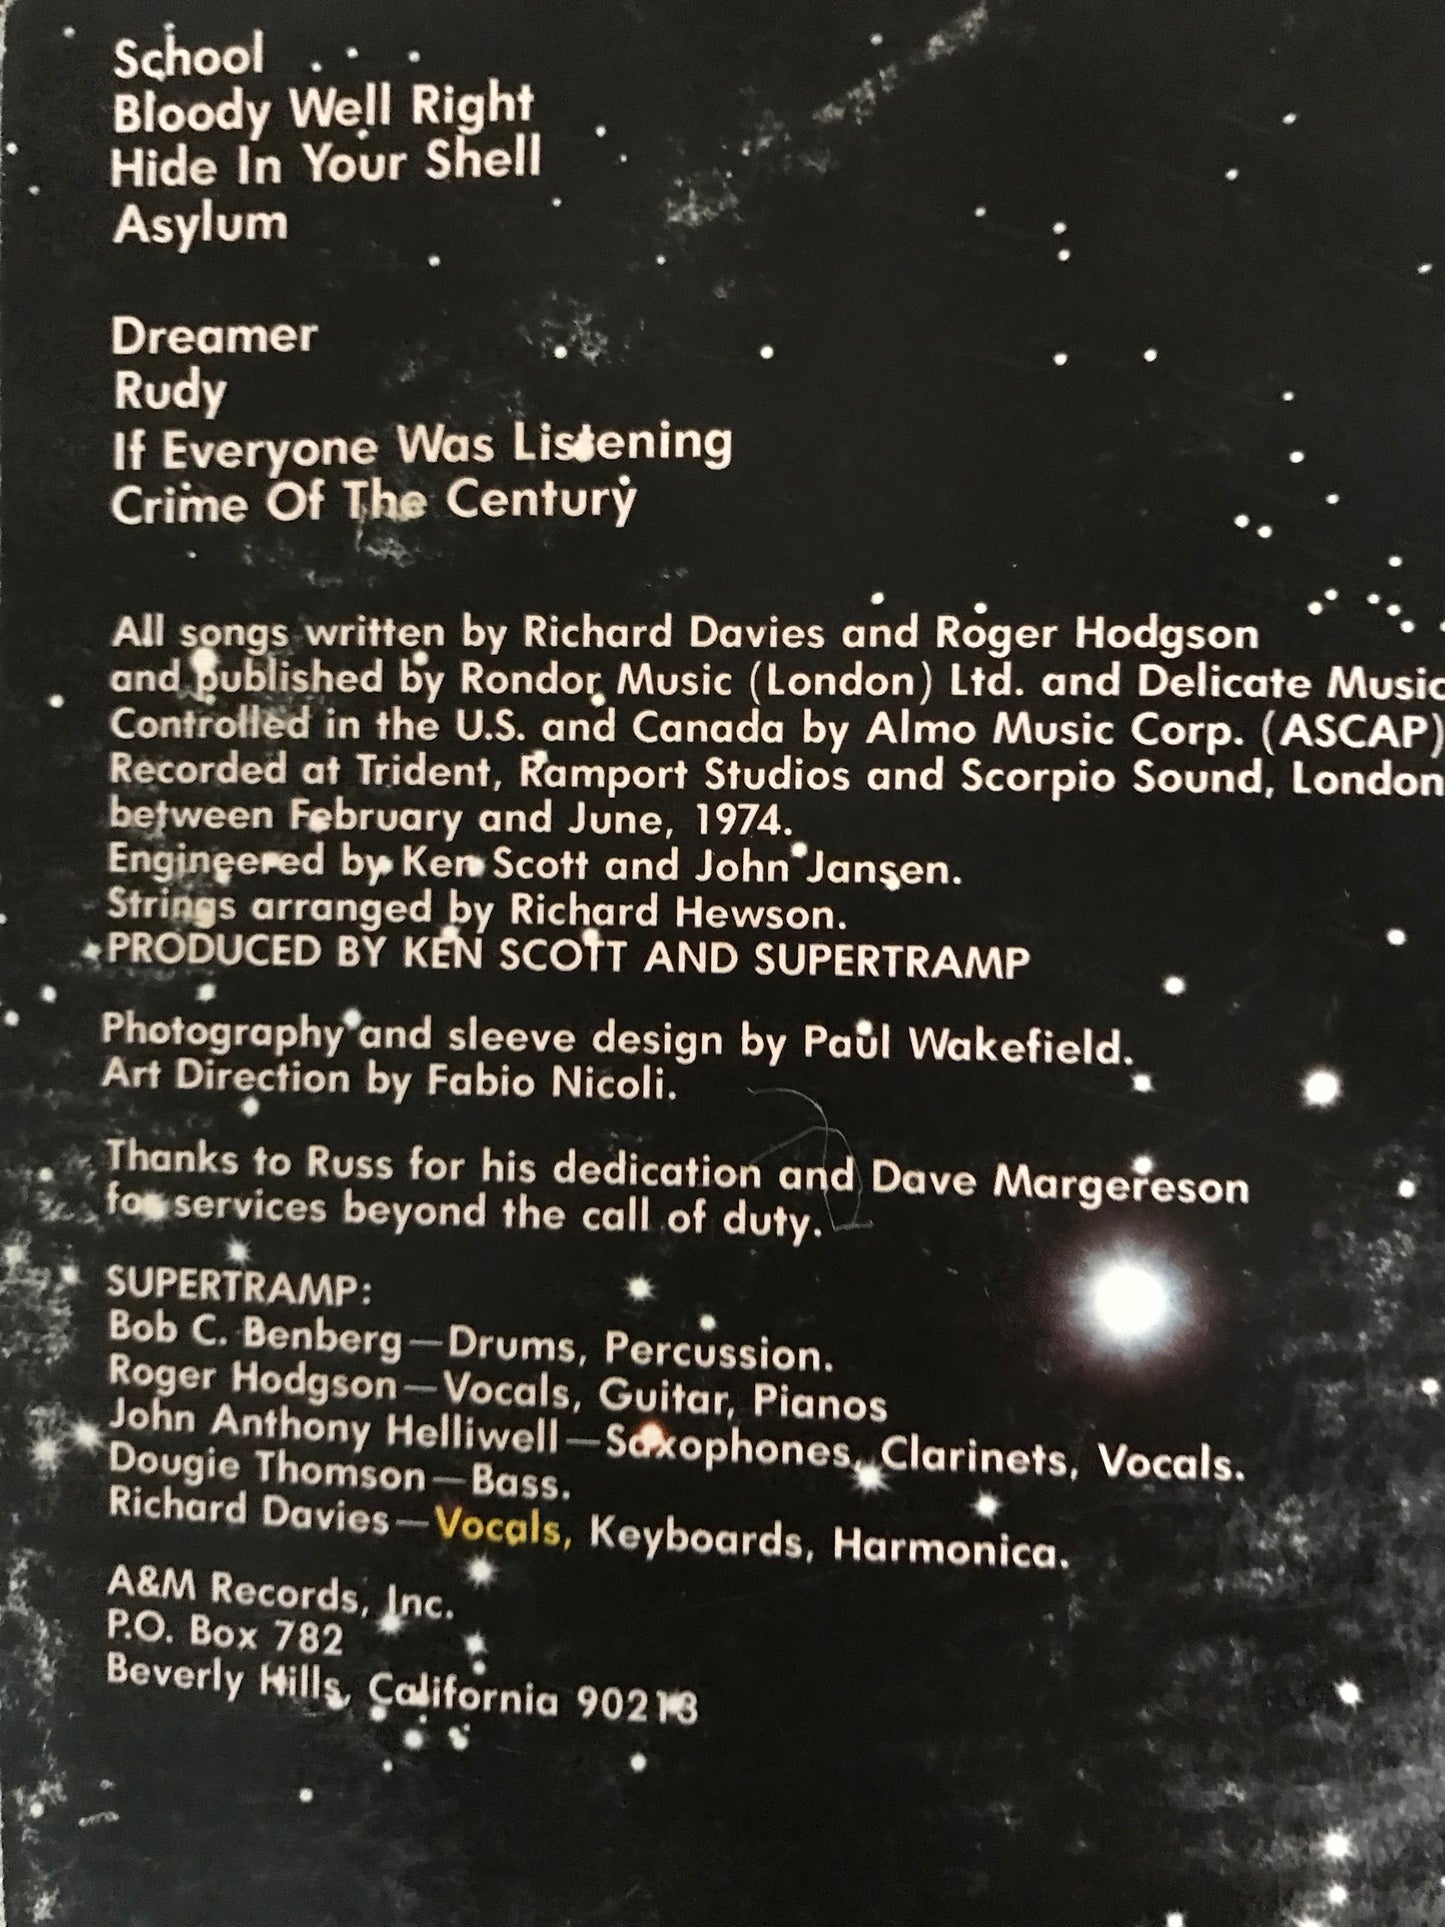 School
Bloody Well Right
Hide In Your Shell
Asylum
Dreamer
Rudy
If Everyone Was Listening
Crime Of The Century
All songs written by Richard Davies and Roger Hodgson
and published by Rondor Music (London) Ltd. and Delicate Music
Controlled in the U.S. and Canada by Almo Music Corp. (ASCAP)
Recorded at Trident, Ramport Studios and Scorpio Sound, London
between February and June, 1974.
Engineered by Ken Scott and John Jansen.
Strings arranged by Richard Hewson.
PRODUCED BY KEN SCOTT AND SUPERTRAMP
Photography and sleeve design by Paul Wakefield.
Art Direction by Fabio Nicoli.
Thanks to Russ for his dedication and Dave Margereson
for services beyond the call of duty.
SUPERTRAMP:
Bob C. Benberg—Drums, Percussion.
Roger Hodgson—Vocals, Guitar, Pianos
John Anthony Helliwell—Saxophones, Clarinets, Vocals.
Dougie Thomson—Bass.
Richard Davies—Vocals, Keyboards, Harmonica.
A&M Records, Inc.
P.O. Box 782
Beverly Hills, California 90213